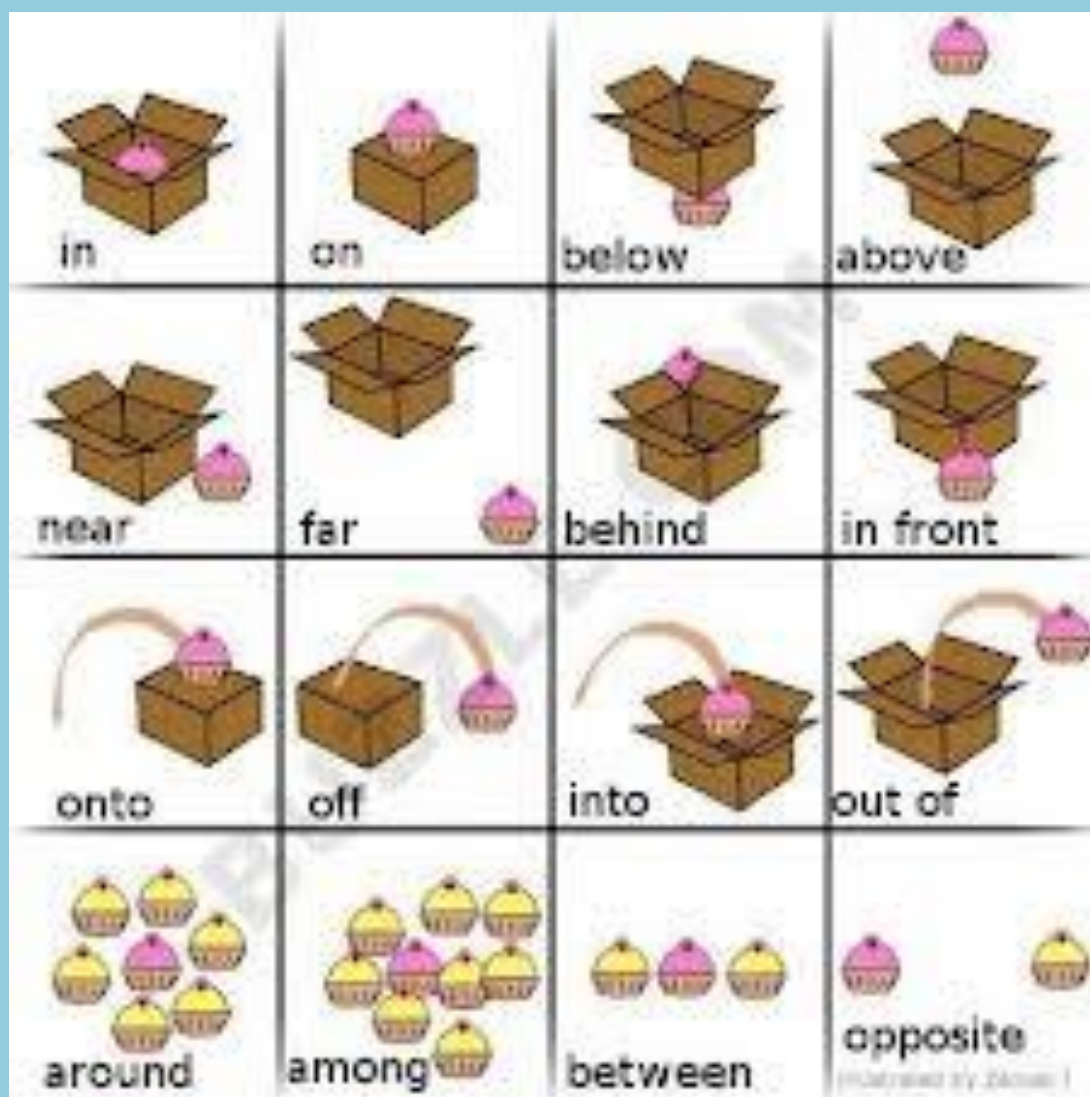 in
on
below
above
near
far
behind
in front
onto
off
into
out of
around
among
between
opposite